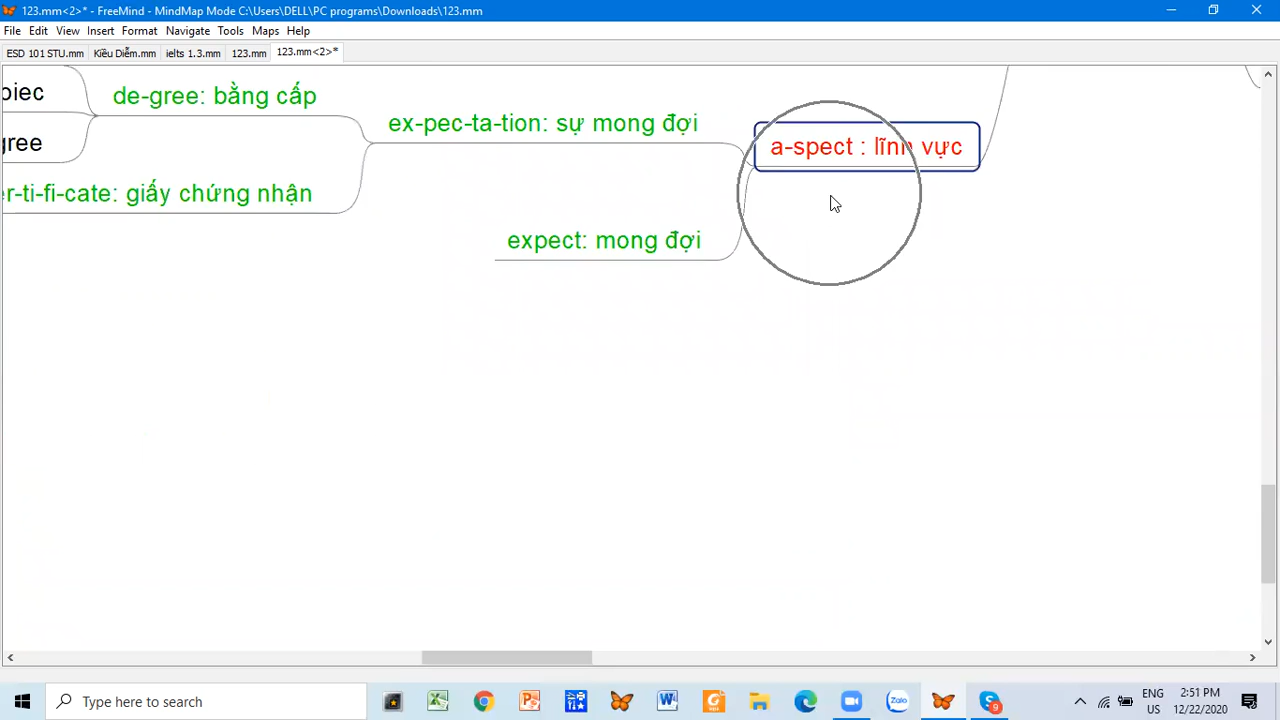 123.mm<2>* - FreeMind - MindMap Mode C:\Users\DELL\PC programs\Downloads\123.mm
File Edit View Insert Format Navigate Tools Maps Help
ESD 101 STU.mm Kiều Diễm.mm ielts 1.3.mm 123.mm 123.mm<2>*
de-gree: bằng cấp
ex-pec-ta-tion: sự mong đợi
a-spect : lĩnh vực
gree
er-ti-fi-cate: giấy chứng nhận
expect: mong đợi
Type here to search
ENG
US
2:51 PM
12/22/2020
9